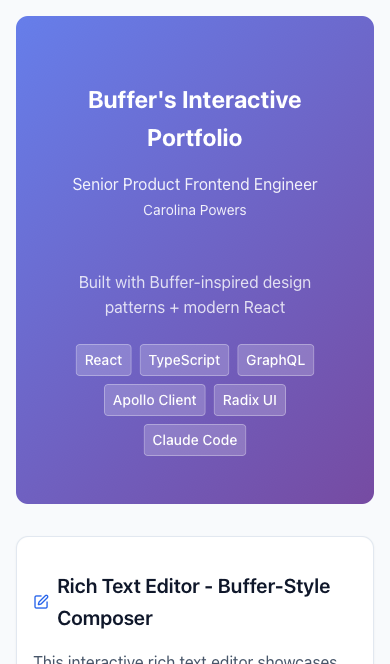 Buffer's Interactive
Portfolio
Senior Product Frontend Engineer
Carolina Powers
Built with Buffer-inspired design
patterns + modern React
React TypeScript GraphQL
Apollo Client Radix UI
Claude Code
Rich Text Editor - Buffer-Style
Composer
This interactive rich text editor showcases